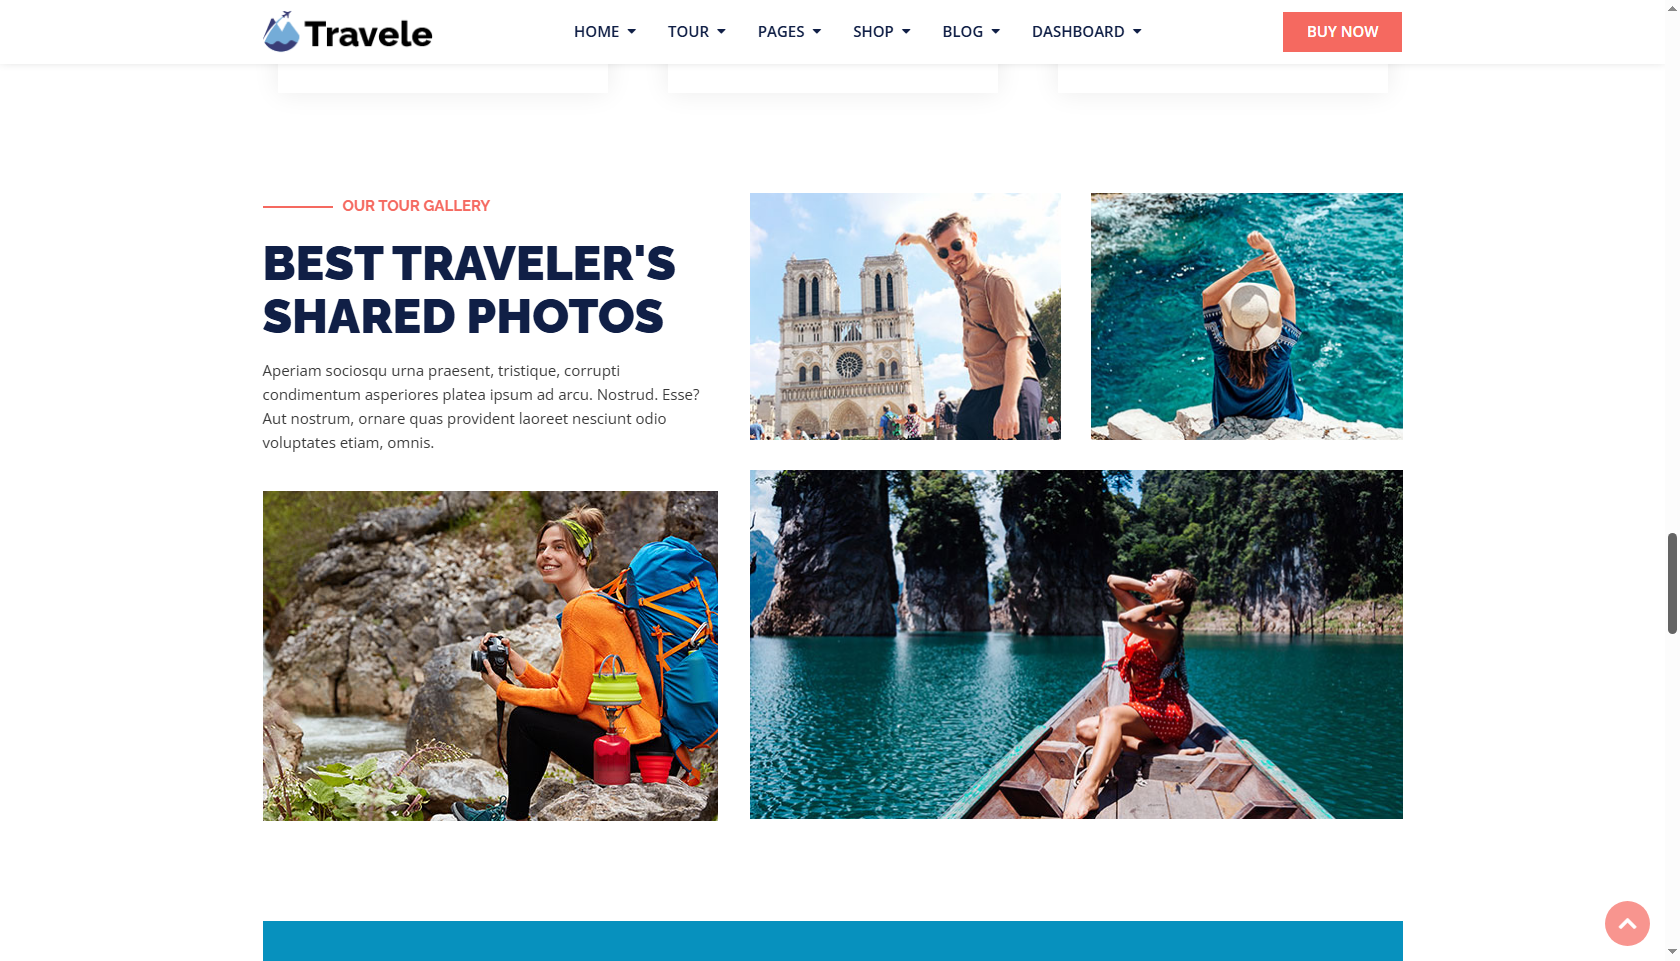 Travele
HOME
TOUR
PAGES
SHOP
BLOG
DASHBOARD
BUY NOW
OUR TOUR GALLERY
BEST TRAVELER'S
SHARED PHOTOS
Aperiam sociosqu urna praesent, tristique, corrupti
condimentum asperiores platea ipsum ad arcu. Nostrud. Esse?
Aut nostrum, ornare quas provident laoreet nesciunt odio
voluptates etiam, omnis.